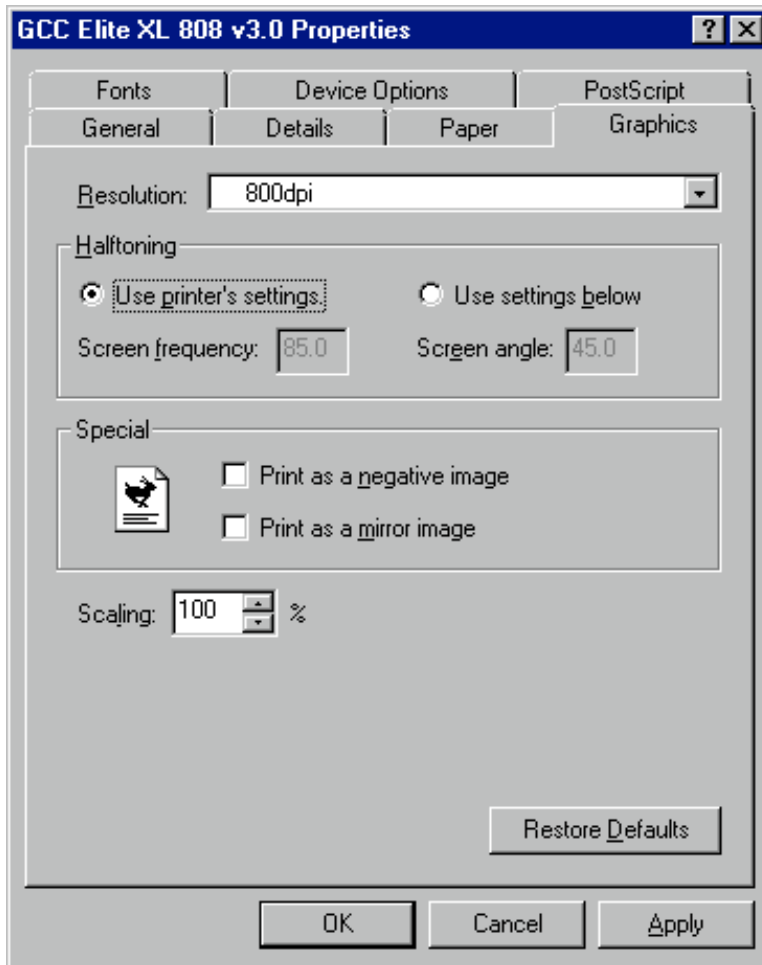 GCC Elite XL 808 v3.0 Properties
Fonts Device Options PostScript
General Details Paper Graphics
Resolution: 800dpi
Halftoning
Use printer's settings. Use settings below
Screen frequency: 85.0 Screen angle: 45.0
Special
Print as a negative image
Print as a mirror image
Scaling: 100 %
Restore Defaults
OK Cancel Apply